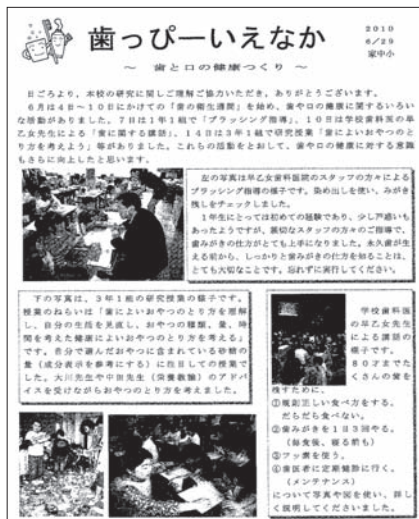 歯っぴーいえなか
2010
6/29
家中小
～ 歯と口の健康つくり ～
日ごろより、本校の研究に関しご理解ご協力いただき、ありがとうございます。
6月は4日～10日にかけての「歯の衛生週間」を始め、歯や口の健康に関するいろい
ろな活動がありました。7日は1年1組で「ブラッシング指導」、10日は学校歯科医の早
乙女先生による「歯に関する講話」、14日は3年1組で研究授業「歯によいおやつのと
り方を考えよう」等がありました。これらの活動をとおして、歯や口の健康に対する意識
もさらに向上したと思います。
左の写真は早乙女歯科医院のスタッフの方々による
ブラッシング指導の様子です。染め出しを使い、みがき
残しをチェックしました。
1年生にとっては初めての経験であり、少し戸惑いも
あったようですが、親切なスタッフの方々のご指導で、
歯みがきの仕方がとても上手になりました。永久歯が生
える前から、しっかりと歯みがきの仕方を知ることは、
とても大切なことです。忘れずに実行してください。
下の写真は、3年1組の研究授業の様子です。
授業のねらいは「歯によいおやつのとり方を理解
し、自分の生活を見直し、おやつの種類、量、時
間を考えた健康によいおやつのとり方を考える」
です。自分で選んだおやつに含まれている砂糖の
量（成分表示を参考にする）に注目しての授業で
した。大川先生や中田先生（栄養教諭）のアドバ
イスを受けながらおやつのとり方を考えました。
学校歯科医
の早乙女先生
による講話の
様子です。
80才までた
くさんの歯を
残すために、
①規則正しい食べ方をする。
だらだら食べない。
②歯みがきを1日3回やる。
（毎食後、寝る前も）
③フッ素を使う。
④歯医者に定期健診に行く。
（メンテナンス）
について写真や図を使い、詳し
く説明してくださいました。